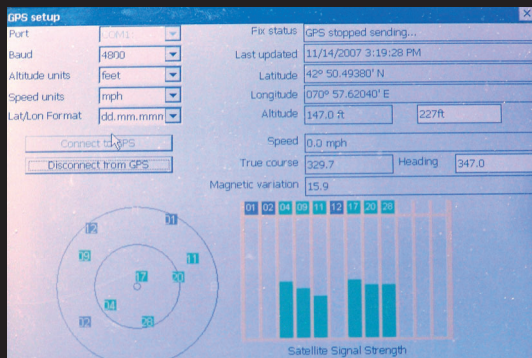 GPS setup
Port COM1 Fix status GPS stopped sending...
Baud 4800 Last updated 11/14/2007 3:19:28 PM
Altitude units feet Latitude 42º 50.49380' N
Speed units mph Longitude 070º 57.62040' E
Lat/Lon Format dd.mm.mmn Altitude 147.0 ft 227ft
Connect to GPS Speed 0.0 mph
Disconnect from GPS True course 329.7 Heading 347.0
Magnetic variation 15.9
01 02 04 09 11 12 17 20 28
12 01
09 11
17 20
04
02 28
Satellite Signal Strength